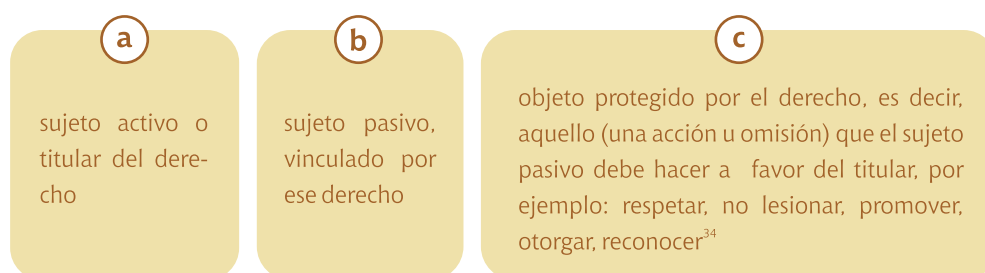 a
sujeto activo o
titular del dere-
cho
b
sujeto pasivo,
vinculado por
ese derecho
c
objeto protegido por el derecho, es decir,
aquello (una acción u omisión) que el sujeto
pasivo debe hacer a favor del titular, por
ejemplo: respetar, no lesionar, promover,
otorgar, reconocer34